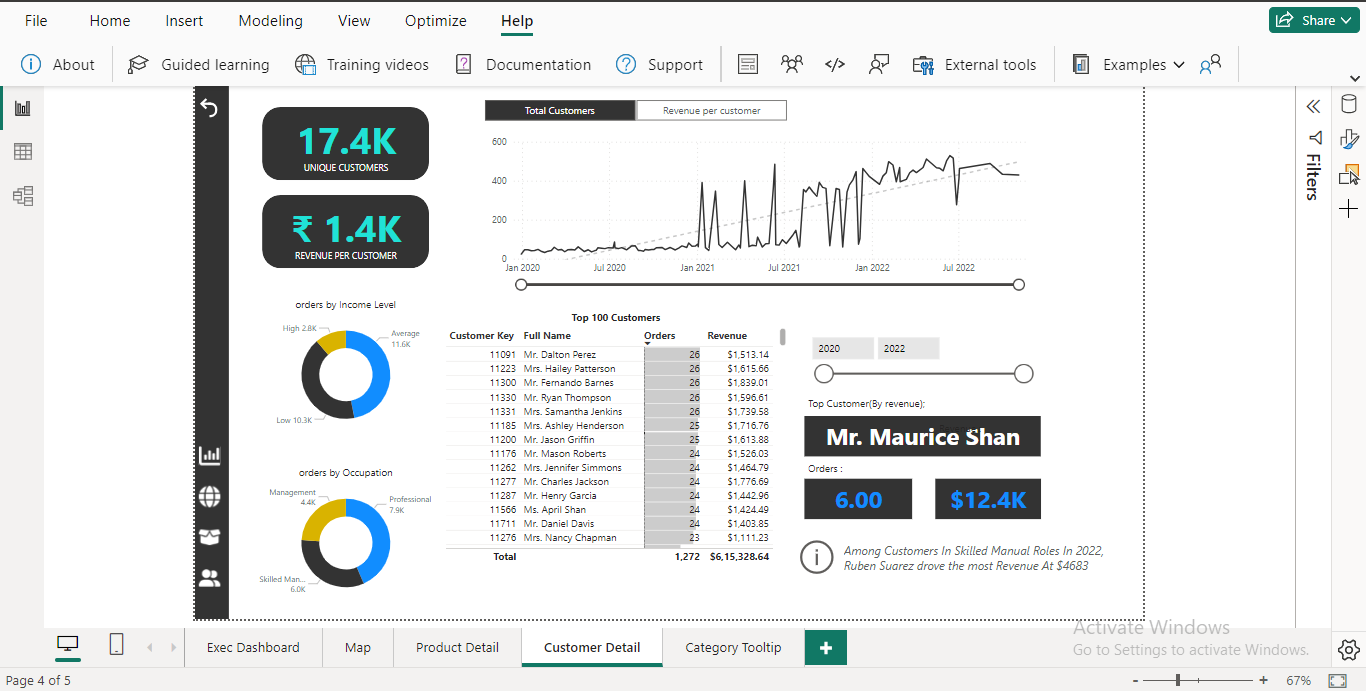 File Home Insert Modeling View Optimize Help Share
About Guided learning Training videos Documentation Support External tools Examples
17.4K
UNIQUE CUSTOMERS
₹ 1.4K
REVENUE PER CUSTOMER
orders by Income Level
High 2.8K
Average
11.6K
Low 10.3K
orders by Occupation
Management
4.4K
Professional
7.9K
Skilled Man...
6.0K
Total Customers Revenue per customer
600
400
200
0
Jan 2020 Jul 2020 Jan 2021 Jul 2021 Jan 2022 Jul 2022
Top 100 Customers
Customer Key Full Name Orders Revenue
11091 Mr. Dalton Perez 26 $1,513.14
11223 Mrs. Hailey Patterson 26 $1,615.66
11300 Mr. Fernando Barnes 26 $1,839.01
11330 Mr. Ryan Thompson 26 $1,596.61
11331 Mrs. Samantha Jenkins 26 $1,739.58
11185 Mrs. Ashley Henderson 25 $1,716.76
11200 Mr. Jason Griffin 25 $1,613.88
11176 Mr. Mason Roberts 24 $1,526.03
11262 Mrs. Jennifer Simmons 24 $1,464.79
11277 Mr. Charles Jackson 24 $1,776.69
11287 Mr. Henry Garcia 24 $1,442.96
11566 Ms. April Shan 24 $1,424.49
11711 Mr. Daniel Davis 24 $1,403.85
11276 Mrs. Nancy Chapman 23 $1,111.23
Total 1,272 $6,15,328.64
2020 2022
Top Customer(By revenue);
Mr. Maurice Shan
Orders :
6.00 $12.4K
Among Customers In Skilled Manual Roles In 2022,
Ruben Suarez drove the most Revenue At $4683
Filters
Activate Windows
Go to Settings to activate Windows.
Exec Dashboard Map Product Detail Customer Detail Category Tooltip +
Page 4 of 5 - + 67%